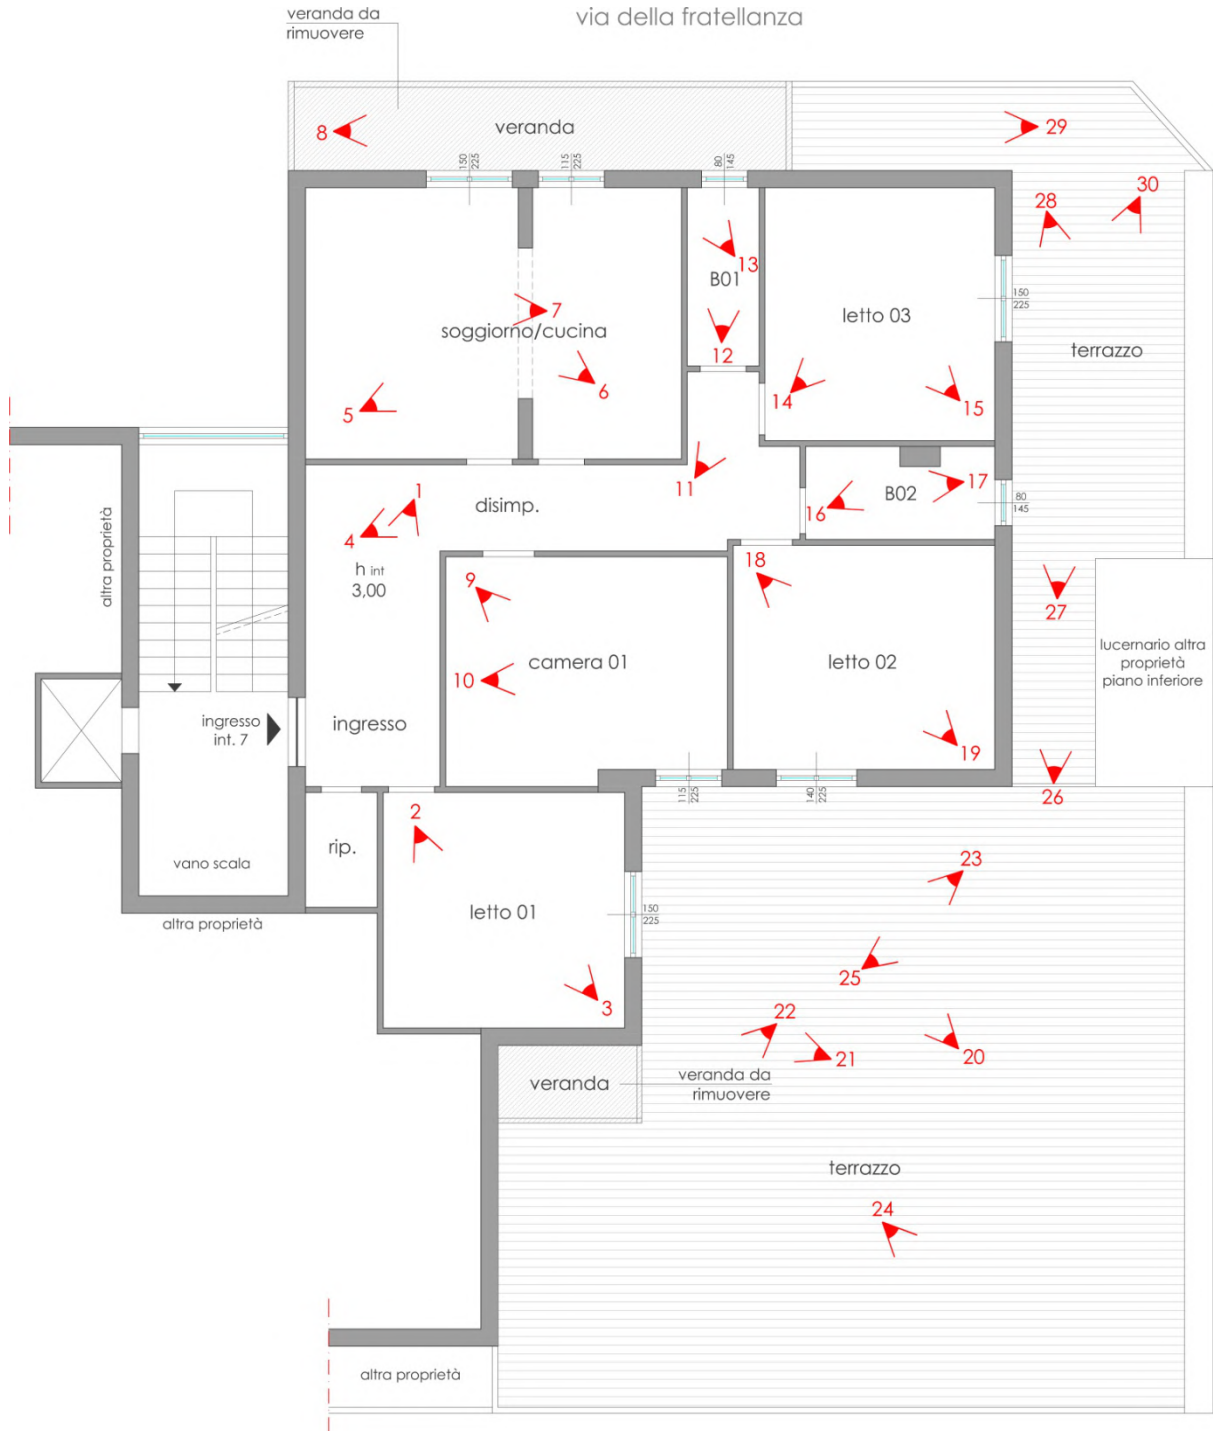 via della fratellanza
veranda da
rimuovere
8
veranda
29
150
225
115
225
80
145
30
28
13
B01
7
soggiorno/cucina
letto 03
150
225
terrazzo
12
6
14
15
5
11
17
B02
16
80
145
1
disimp.
4
altra proprietà
h int
3,00
9
18
27
camera 01
10
letto 02
lucernario altra
proprietà
piano inferiore
ingresso
int. 7
ingresso
19
115
225
140
225
26
2
rip.
vano scala
23
letto 01
150
225
altra proprietà
25
3
22
21
20
veranda
veranda da
rimuovere
terrazzo
24
altra proprietà